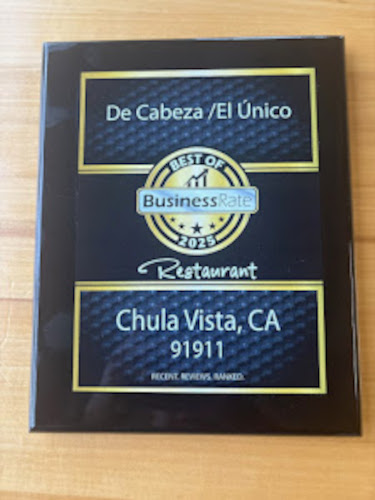 De Cabeza /El Único
BEST OF
BusinessRate
2025
Restaurant
Chula Vista, CA
91911
RECENT. REVIEWS. RANKED.